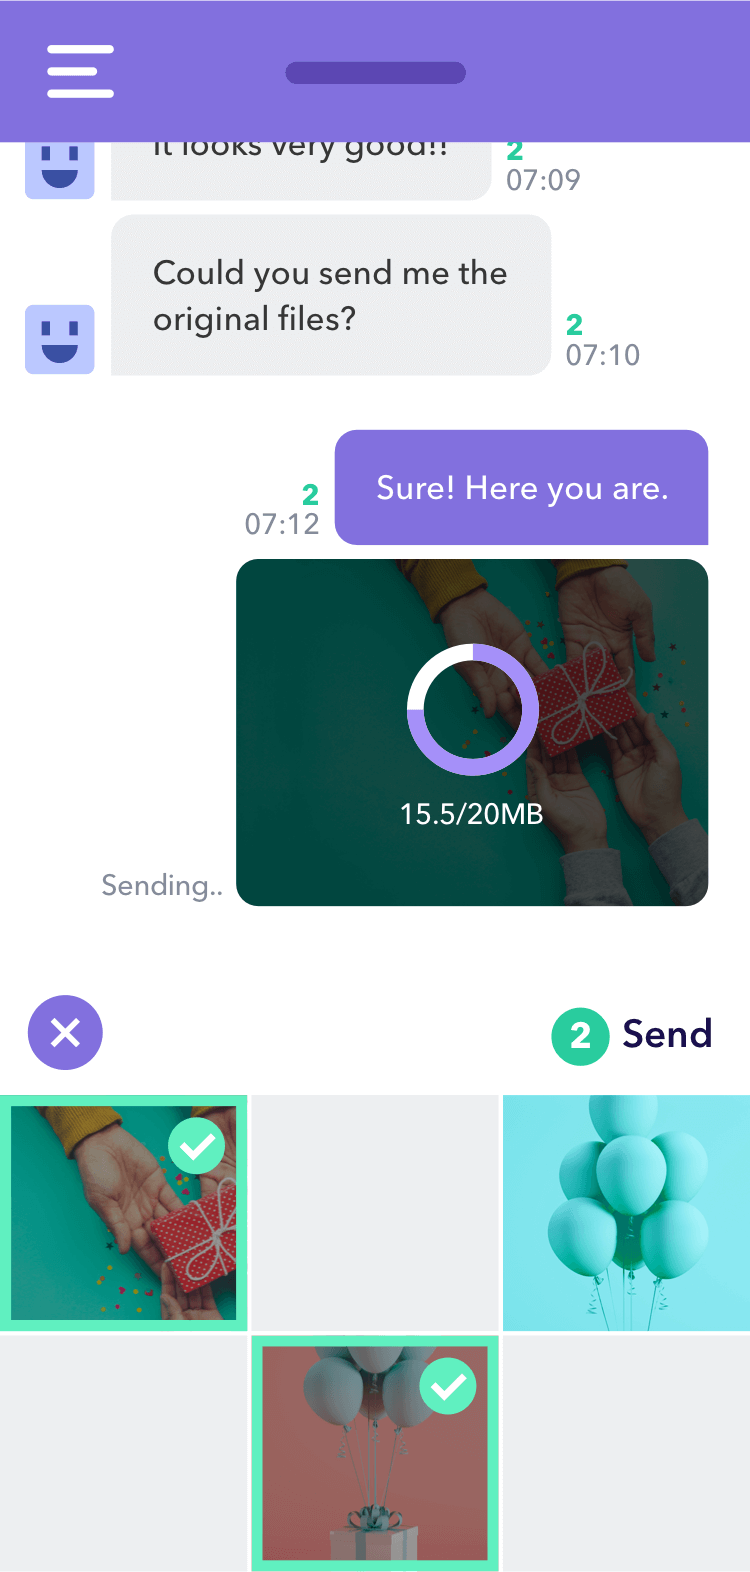 It looks very good!!
2
07:09
Could you send me the
original files?
2
07:10
Sure! Here you are.
2
07:12
15.5/20MB
Sending..
2 Send